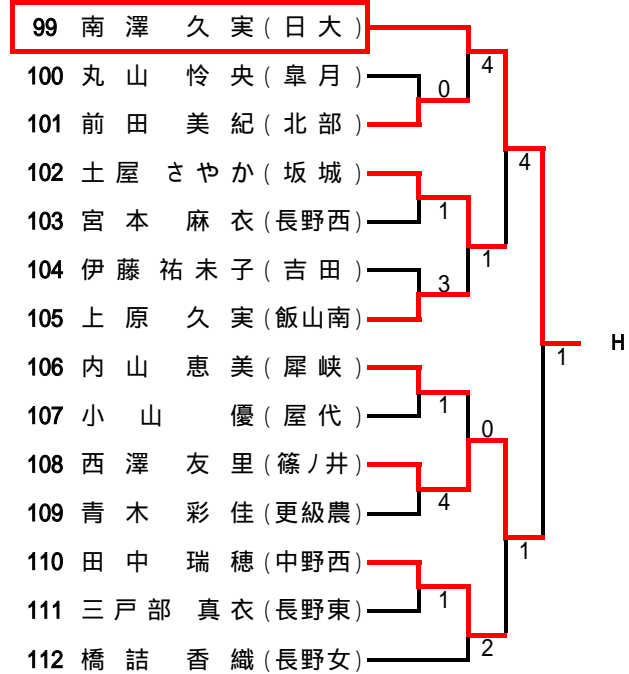 99 南澤 久実(日大)
100 丸山 怜央(皐月)
101 前田 美紀(北部)
102 土屋 さやか(坂城)
103 宮本 麻衣(長野西)
104 伊藤 祐未子(吉田)
105 上原 久実(飯山南)
106 内山 恵美(犀峡)
107 小山 優(屋代)
108 西澤 友里(篠ノ井)
109 青木 彩佳(更級農)
110 田中 瑞穂(中野西)
111 三戸部 真衣(長野東)
112 橋詰 香織(長野女)
4
0
4
1
1
3
1
H
1
0
4
1
1
2